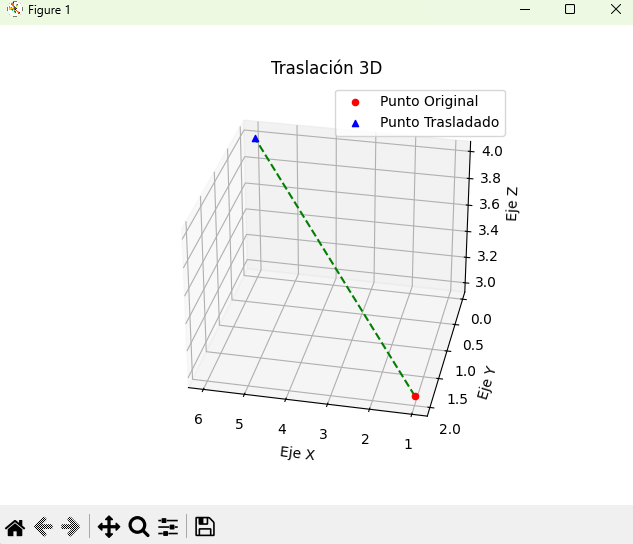 Figure 1
Traslación 3D
Punto Original
Punto Trasladado
4.0
3.8
3.6
3.4
3.2
3.0
Eje Z
0.0
0.5
1.0
1.5
2.0
Eje Y
6
5
4
3
2
1
Eje X